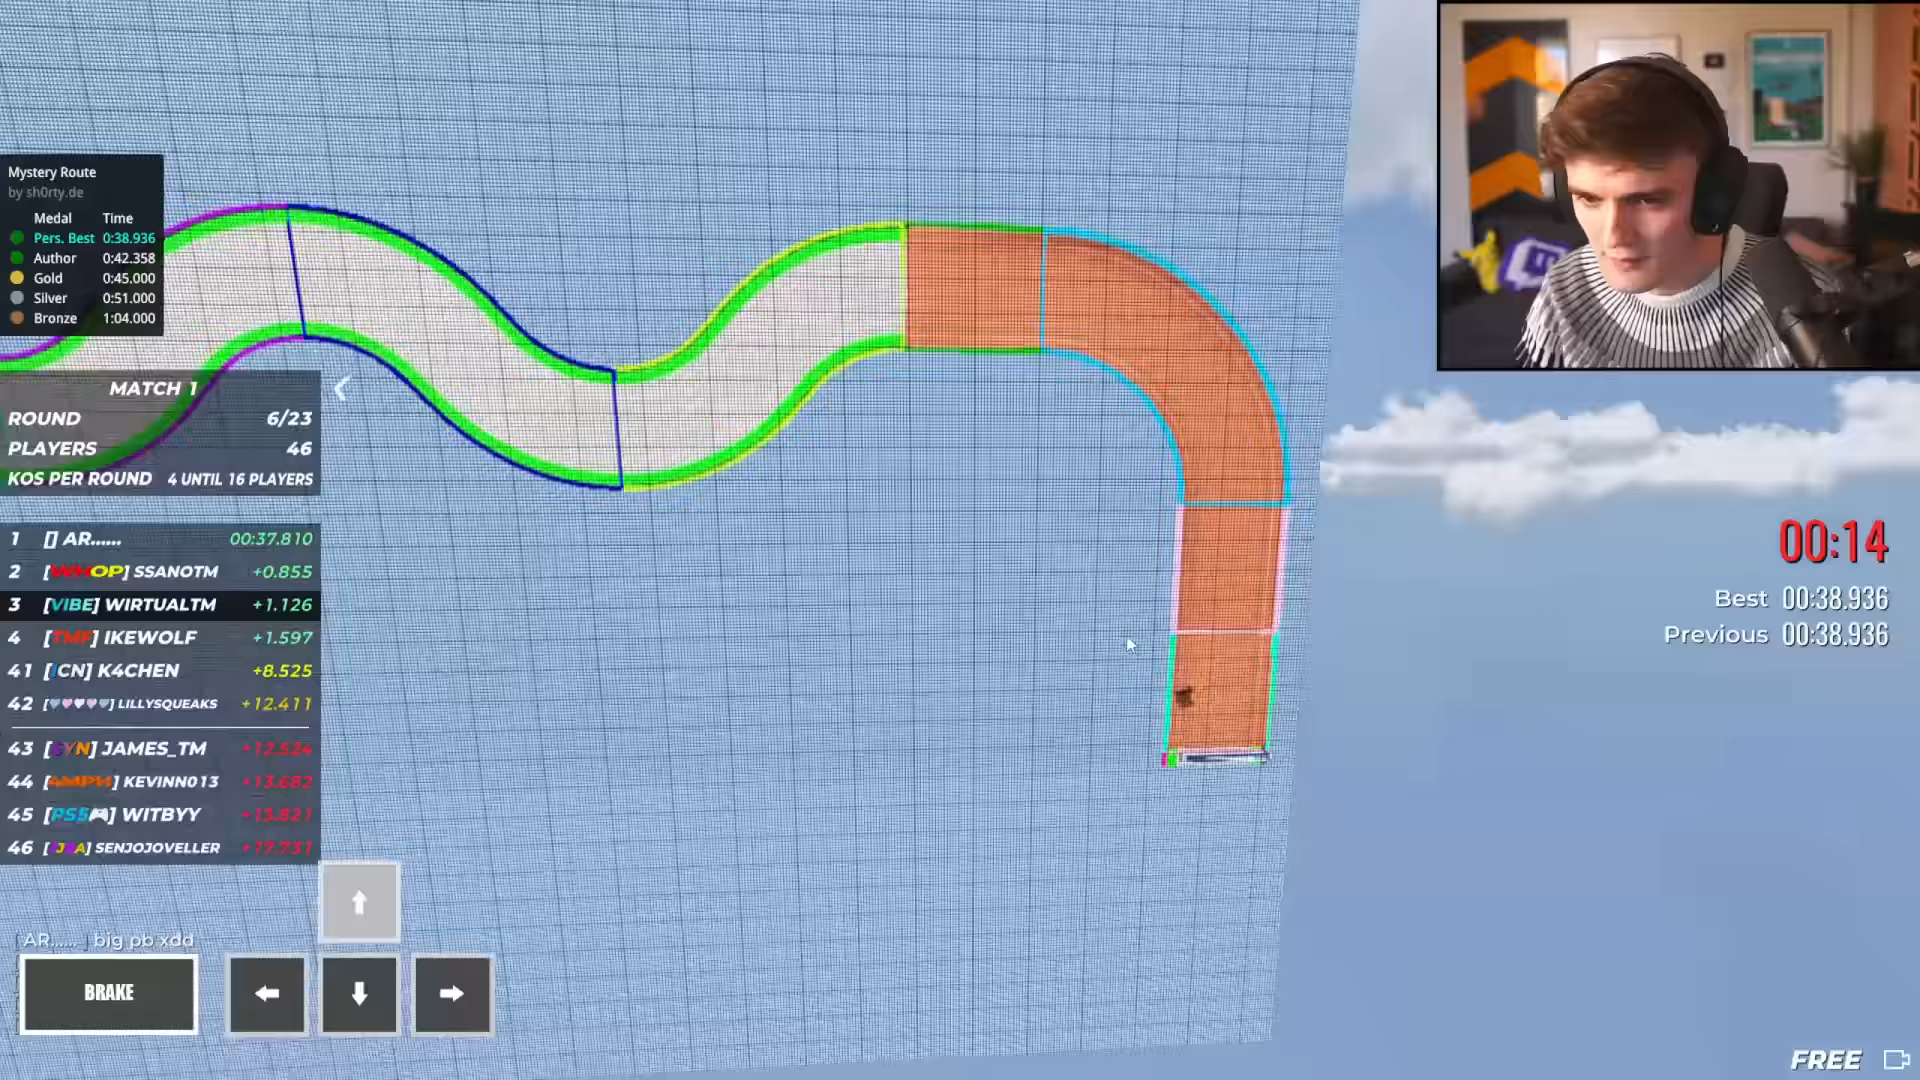 Mystery Route
by sh0rty.de
Medal Time
Pers. Best 0:38.936
Author 0:42.358
Gold 0:45.000
Silver 0:51.000
Bronze 1:04.000
MATCH 1
ROUND 6/23
PLAYERS 46
KOS PER ROUND 4 UNTIL 16 PLAYERS
1 [] AR...... 00:37.810
2 [WHOP] SSANOTM +0.855
3 [VIBE] WIRTUALTM +1.126
4 [TMF] IKEWOLF +1.597
41 [ICN] K4CHEN +8.525
42 [♥♥♥♥♥] LILLYSQUEAKS +12.411
43 JAMES_TM +12.524
44 KEVINN013 +13.682
45 [PS5🎮] WITBYY +13.821
46 SENJOJOVELLER +17.731
[ AR...... ] big pb xdd
BRAKE
00:14
Best 00:38.936
Previous 00:38.936
FREE